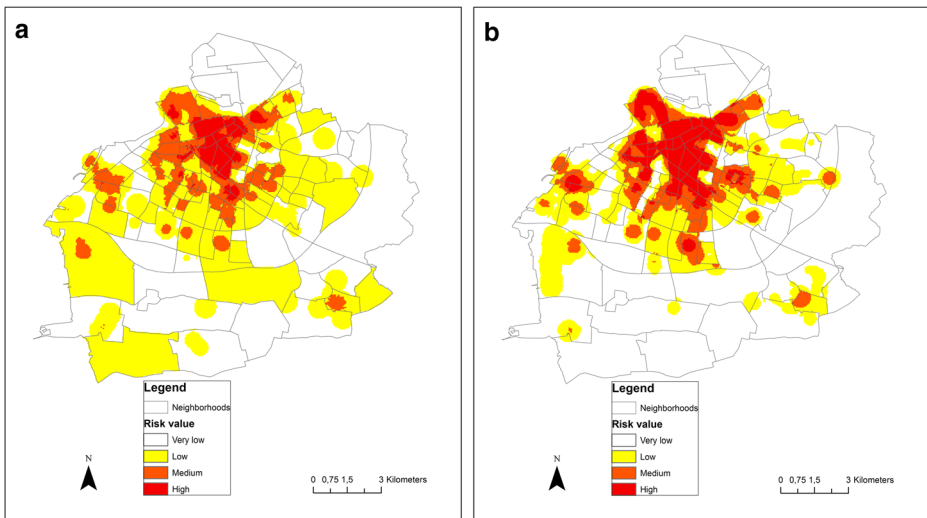 a
Legend
Neighborhoods
Risk value
Very low
Low
Medium
High
N
0 0,75 1,5 3 Kilometers
b
Legend
Neighborhoods
Risk value
Very low
Low
Medium
High
N
0 0,75 1,5 3 Kilometers